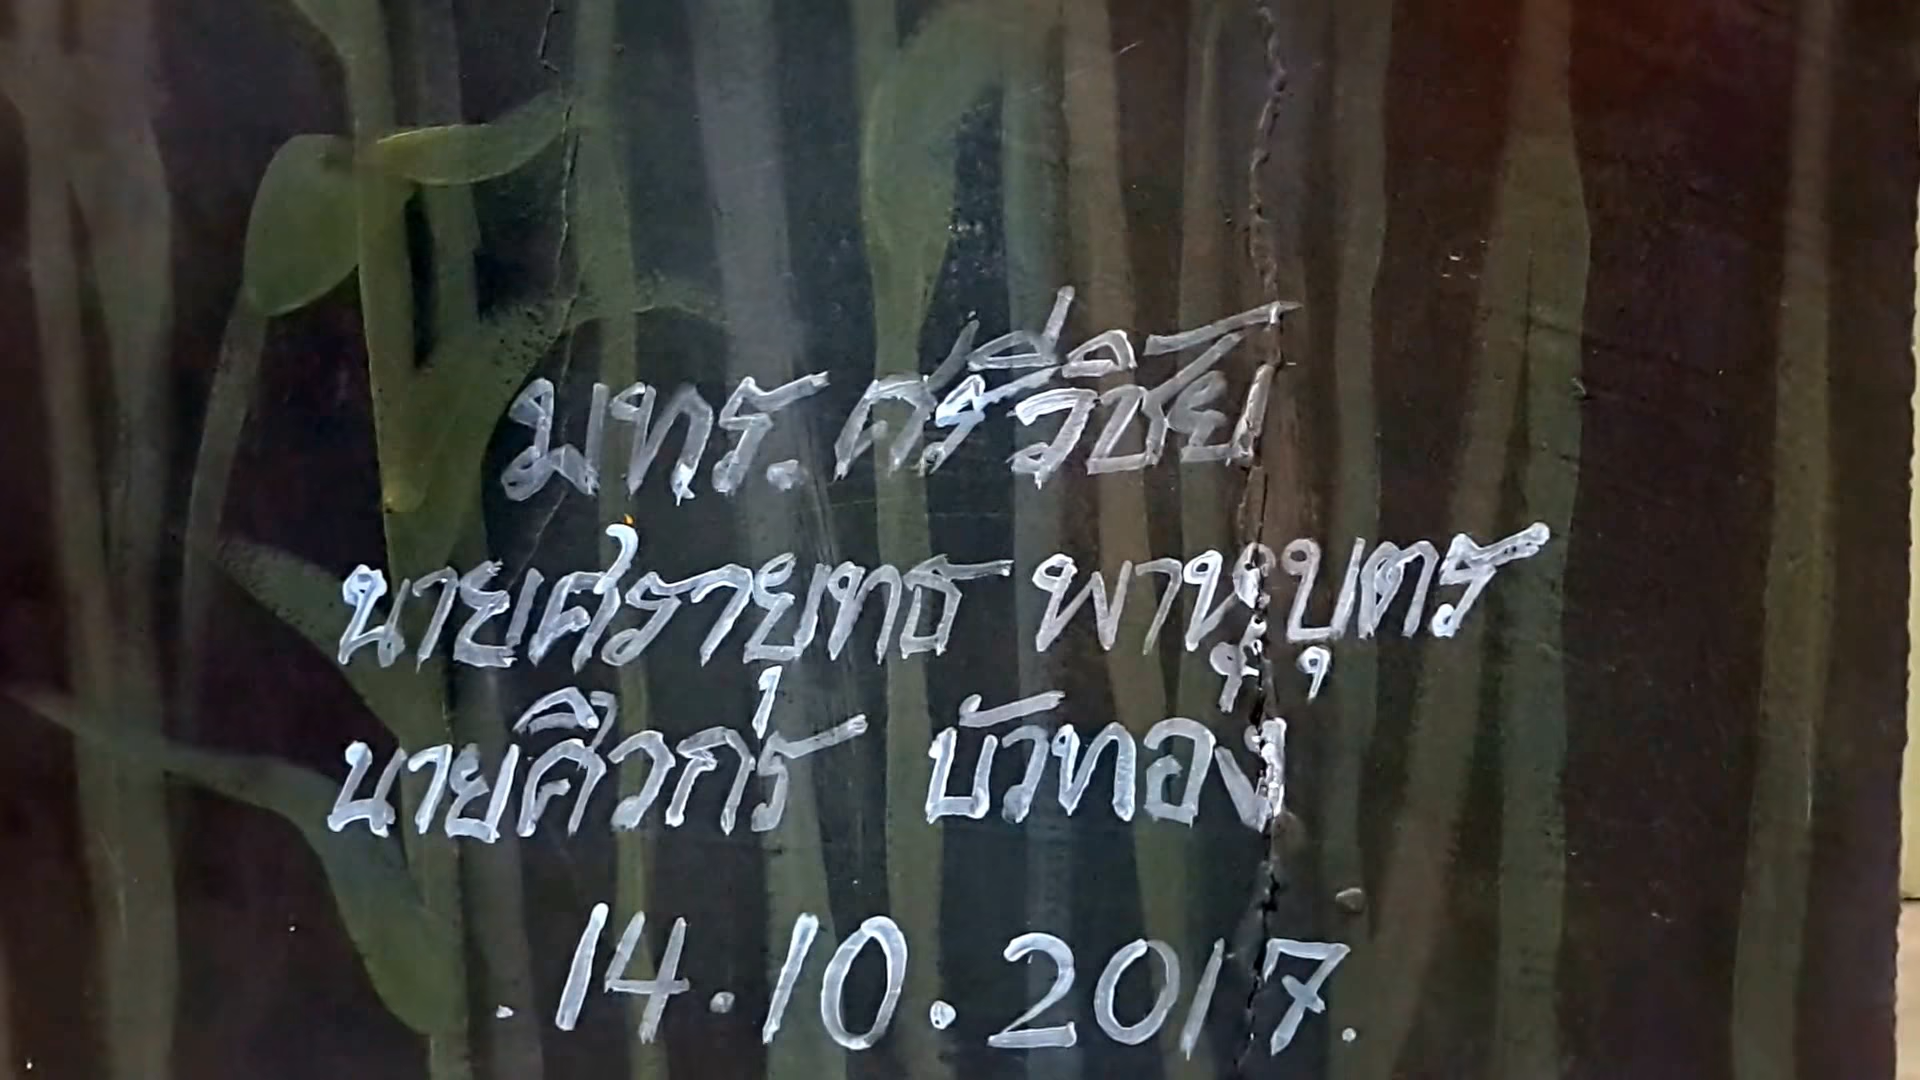 มทร. ศรีวิชัย
นายศรายุทธ พานุบุตร
นายศิวกร บัวทอง
.14.10.2017.